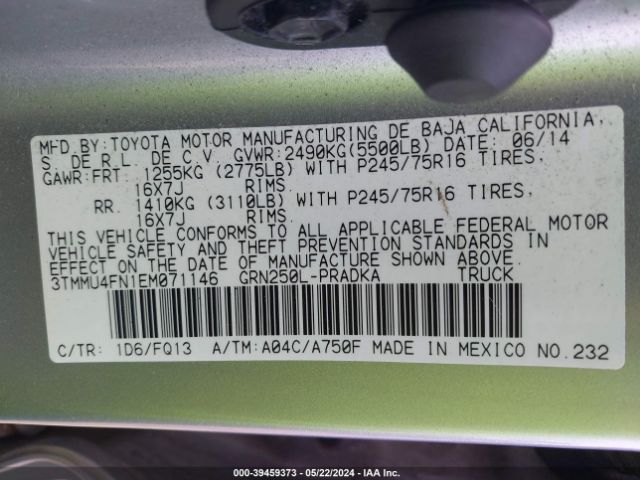 MFD.BY:TOYOTA MOTOR MANUFACTURING DE BAJA CALIFORNIA,
S. DE R.L. DE C.V. GVWR:2490KG(5500LB) DATE: 06/14
GAWR:FRT. 1255KG (2775LB) WITH P245/75R16 TIRES,
16X7J RIMS.
RR. 1410KG (3110LB) WITH P245/75R16 TIRES,
16X7J RIMS.
THIS VEHICLE CONFORMS TO ALL APPLICABLE FEDERAL MOTOR
VEHICLE SAFETY AND THEFT PREVENTION STANDARDS IN
EFFECT ON THE DATE OF MANUFACTURE SHOWN ABOVE.
3TMMU4FN1EM071146 GRN250L-PRADKA TRUCK
C/TR: 1D6/FQ13 A/TM:A04C/A750F MADE IN MEXICO NO.232
000-39459373 - 05/22/2024 - IAA Inc.